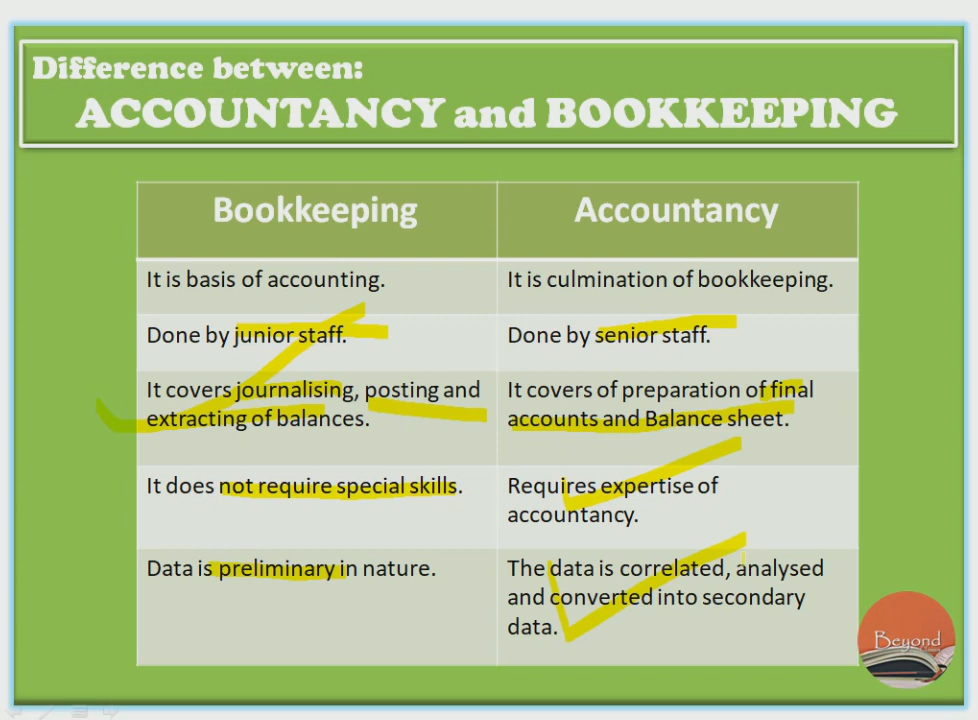 Difference between:
ACCOUNTANCY and BOOKKEEPING
Bookkeeping
Accountancy
It is basis of accounting.
It is culmination of bookkeeping.
Done by junior staff.
Done by senior staff.
It covers journalising, posting and
extracting of balances.
It covers of preparation of final
accounts and Balance sheet.
It does not require special skills.
Requires expertise of
accountancy.
Data is preliminary in nature.
The data is correlated, analysed
and converted into secondary
data.
Beyond